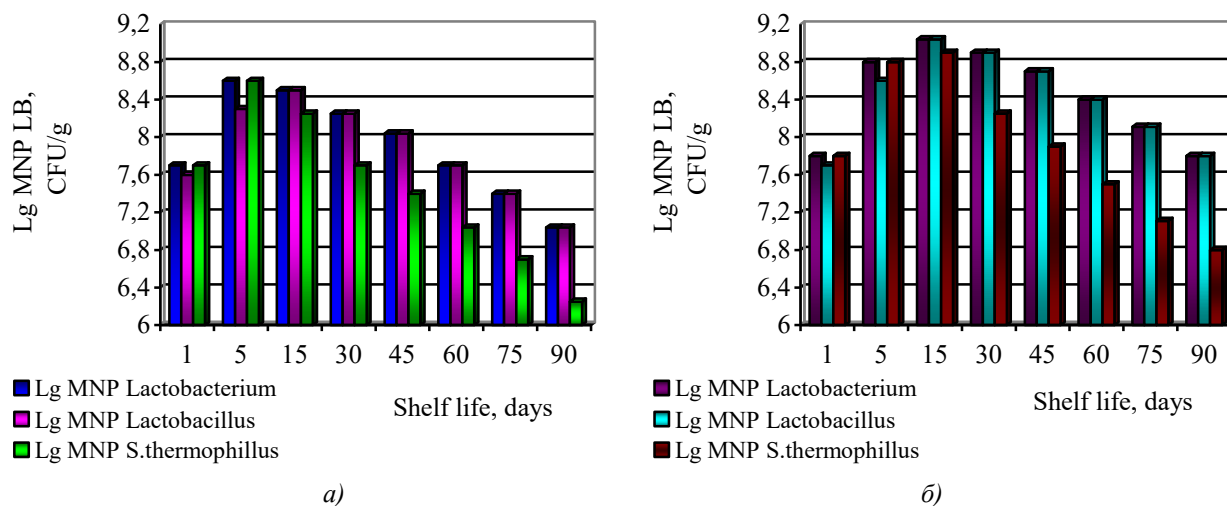 9,2
8,8
8,4
8
7,6
7,2
6,8
6,4
6
Lg MNP LB,
CFU/g
1 5 15 30 45 60 75 90
Shelf life, days
Lg MNP Lactobacterium
Lg MNP Lactobacillus
Lg MNP S.thermophillus
а)
9,2
8,8
8,4
8
7,6
7,2
6,8
6,4
6
Lg MNP LB,
CFU/g
1 5 15 30 45 60 75 90
Shelf life, days
Lg MNP Lactobacterium
Lg MNP Lactobacillus
Lg MNP S.thermophillus
б)